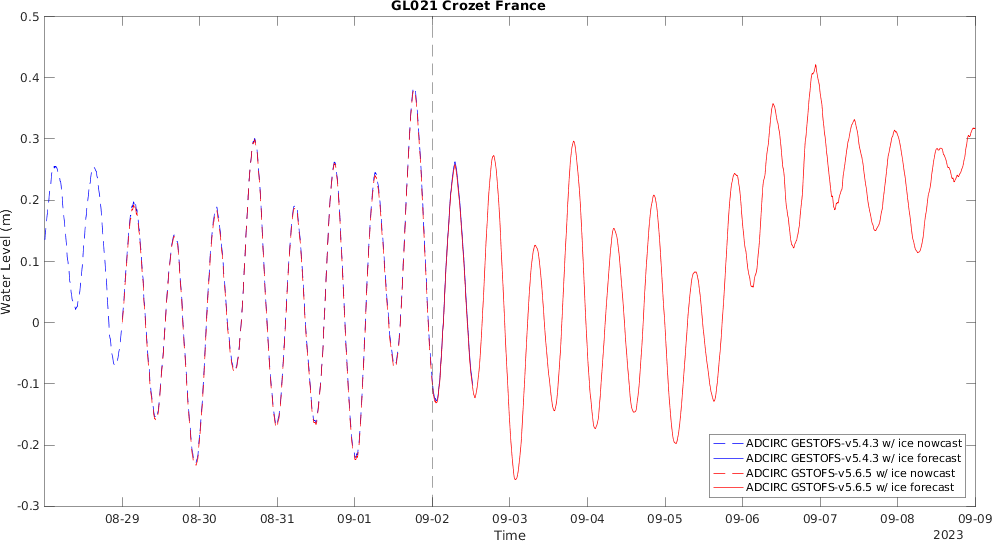 GL021 Crozet France
0.5
0.4
0.3
0.2
0.1
0
-0.1
-0.2
-0.3
Water Level (m)
08-29 08-30 08-31 09-01 09-02 09-03 09-04 09-05 09-06 09-07 09-08 09-09
Time
2023
ADCIRC GESTOFS-v5.4.3 w/ ice nowcast
ADCIRC GESTOFS-v5.4.3 w/ ice forecast
ADCIRC GSTOFS-v5.6.5 w/ ice nowcast
ADCIRC GSTOFS-v5.6.5 w/ ice forecast